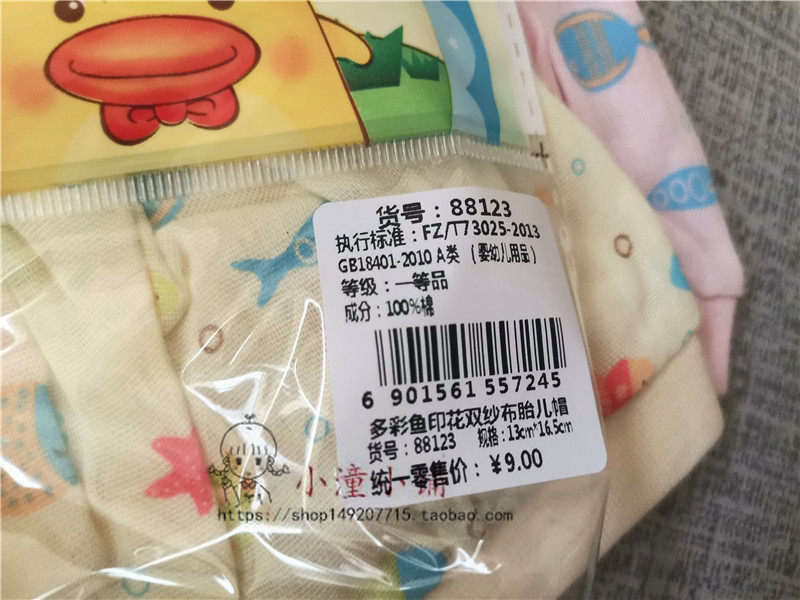 货号：88123
执行标准：FZ/T73025-2013
GB18401-2010 A类 （婴幼儿用品）
等级：一等品
成分：100%棉
6 901561 557245
多彩鱼印花双纱布胎儿帽
货号：88123 规格：13cm*16.5cm
统一零售价：¥9.00
小潼小铺
https://shop149207715.taobao.com